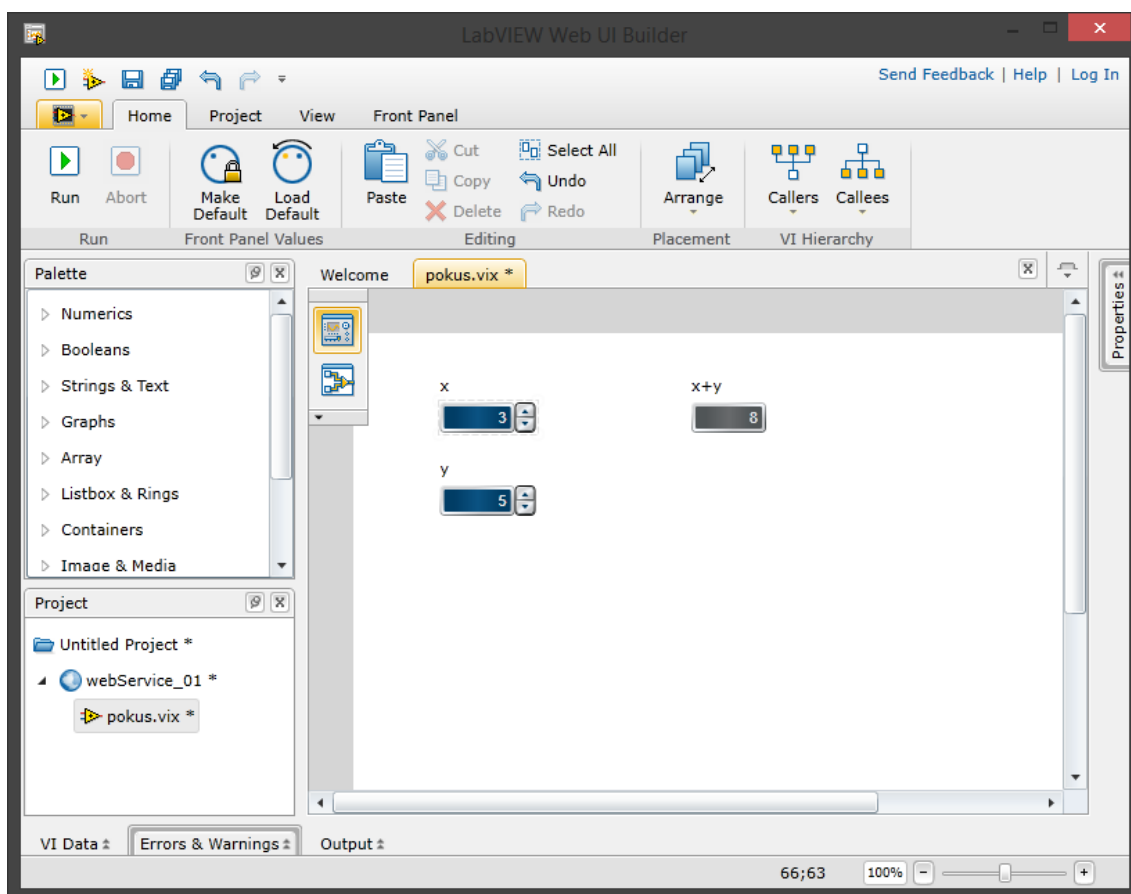 LabVIEW Web UI Builder
Send Feedback | Help | Log In
Home Project View Front Panel
Run Abort Make Default Load Default Paste Cut Copy Delete Select All Undo Redo Arrange Callers Callees
Run Front Panel Values Editing Placement VI Hierarchy
Palette
Welcome pokus.vix *
Properties
Numerics
Booleans
Strings & Text
Graphs
Array
Listbox & Rings
Containers
Image & Media
x x+y
3 8
y
5
Project
Untitled Project *
webService_01 *
pokus.vix *
VI Data Errors & Warnings Output
66;63 100%